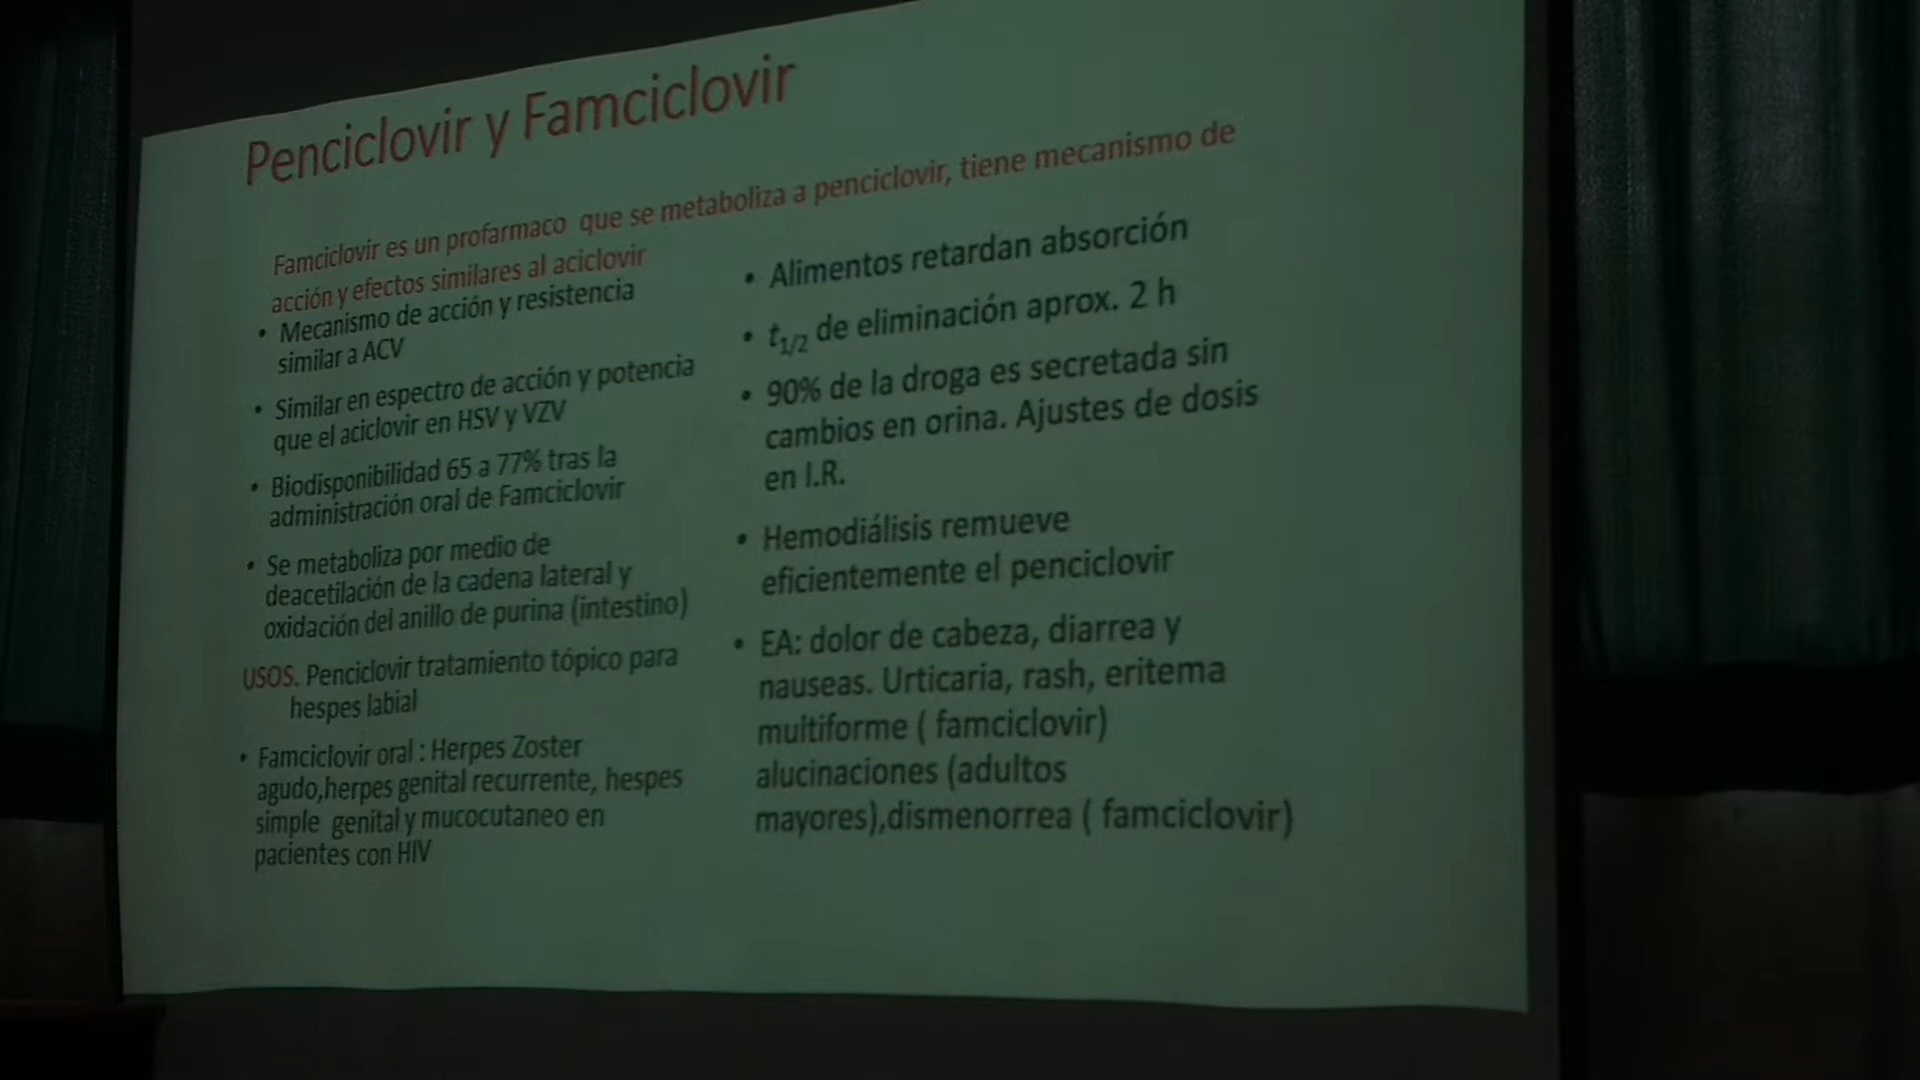 Penciclovir y Famciclovir
Famciclovir es un profarmaco que se metaboliza a penciclovir, tiene mecanismo de
acción y efectos similares al aciclovir
• Mecanismo de acción y resistencia
similar a ACV
• Similar en espectro de acción y potencia
que el aciclovir en HSV y VZV
• Biodisponibilidad 65 a 77% tras la
administración oral de Famciclovir
• Se metaboliza por medio de
deacetilación de la cadena lateral y
oxidación del anillo de purina (intestino)
USOS. Penciclovir tratamiento tópico para
hespes labial
• Famciclovir oral : Herpes Zoster
agudo,herpes genital recurrente, hespes
simple genital y mucocutaneo en
pacientes con HIV
• Alimentos retardan absorción
• t1/2 de eliminación aprox. 2 h
• 90% de la droga es secretada sin
cambios en orina. Ajustes de dosis
en I.R.
• Hemodiálisis remueve
eficientemente el penciclovir
• EA: dolor de cabeza, diarrea y
nauseas. Urticaria, rash, eritema
multiforme ( famciclovir)
alucinaciones (adultos
mayores),dismenorrea ( famciclovir)